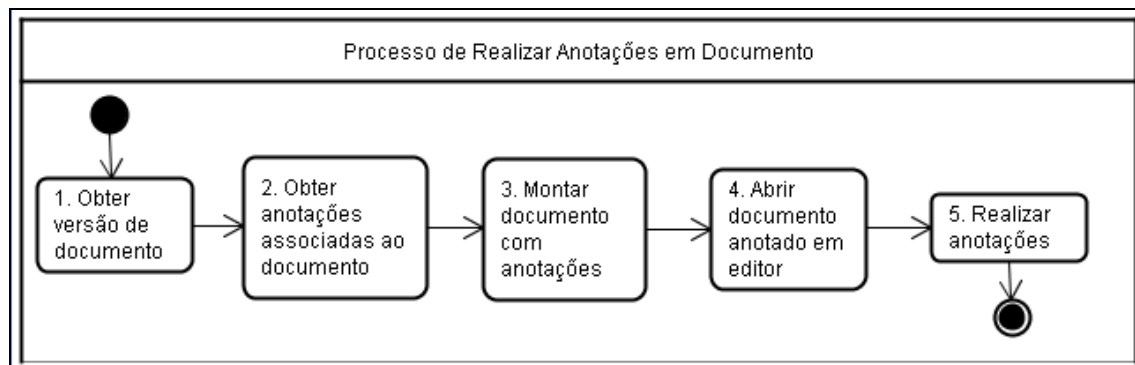 Processo de Realizar Anotações em Documento
1. Obter
versão de
documento
2. Obter
anotações
associadas ao
documento
3. Montar
documento
com
anotações
4. Abrir
documento
anotado em
editor
5. Realizar
anotações